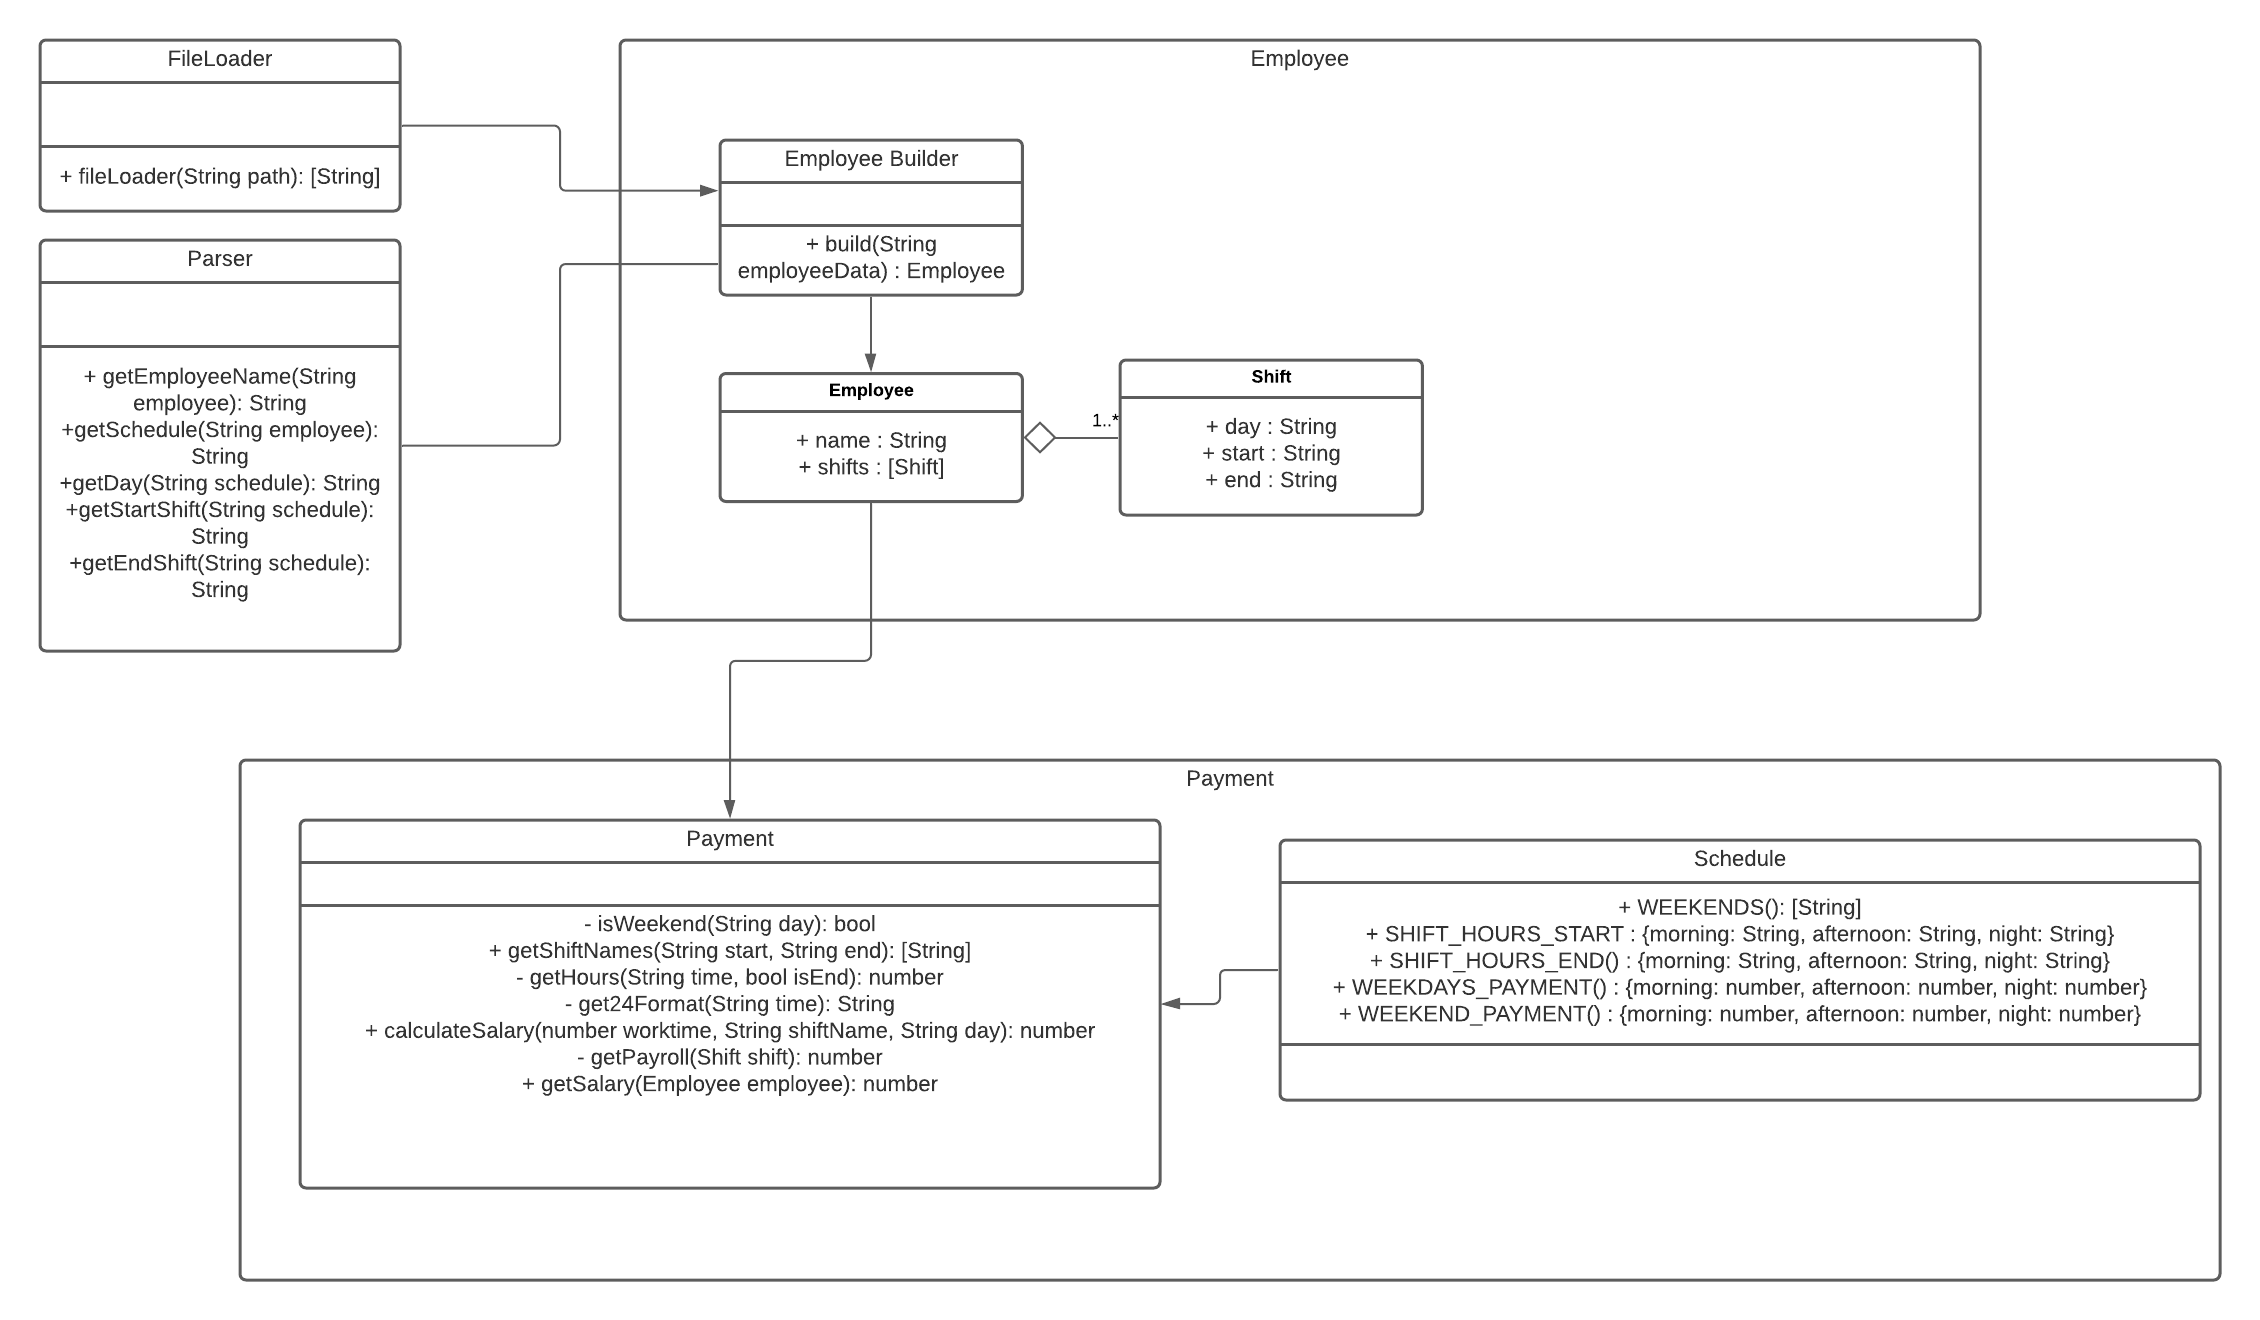 FileLoader
+ fileLoader(String path): [String]
Parser
+ getEmployeeName(String
employee): String
+getSchedule(String employee):
String
+getDay(String schedule): String
+getStartShift(String schedule):
String
+getEndShift(String schedule):
String
Employee
Employee Builder
+ build(String
employeeData) : Employee
Employee
+ name : String
+ shifts : [Shift]
1..*
Shift
+ day : String
+ start : String
+ end : String
Payment
Payment
- isWeekend(String day): bool
+ getShiftNames(String start, String end): [String]
- getHours(String time, bool isEnd): number
- get24Format(String time): String
+ calculateSalary(number worktime, String shiftName, String day): number
- getPayroll(Shift shift): number
+ getSalary(Employee employee): number
Schedule
+ WEEKENDS(): [String]
+ SHIFT_HOURS_START : {morning: String, afternoon: String, night: String}
+ SHIFT_HOURS_END() : {morning: String, afternoon: String, night: String}
+ WEEKDAYS_PAYMENT() : {morning: number, afternoon: number, night: number}
+ WEEKEND_PAYMENT() : {morning: number, afternoon: number, night: number}